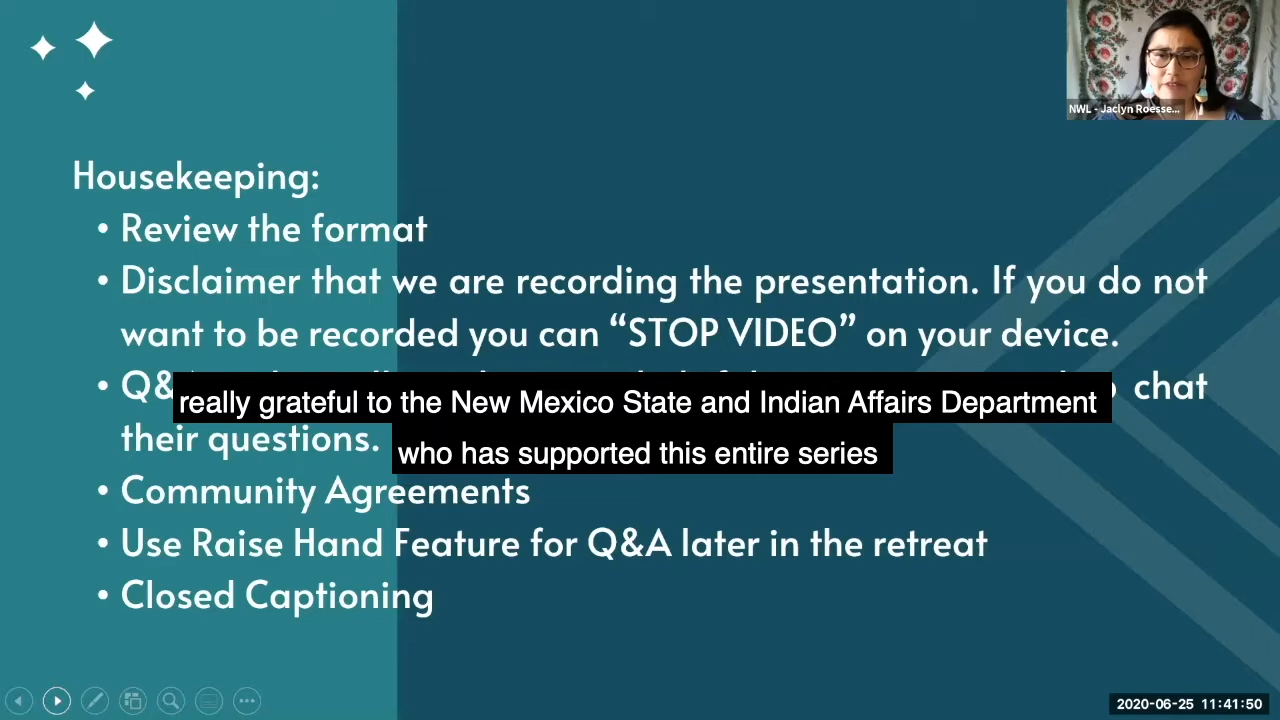 NWL - Jaclyn Roesse...
Housekeeping:
• Review the format
• Disclaimer that we are recording the presentation. If you do not
want to be recorded you can “STOP VIDEO” on your device.
• Q& chat
really grateful to the New Mexico State and Indian Affairs Department
their questions.
who has supported this entire series
• Community Agreements
• Use Raise Hand Feature for Q&A later in the retreat
• Closed Captioning
2020-06-25 11:41:50